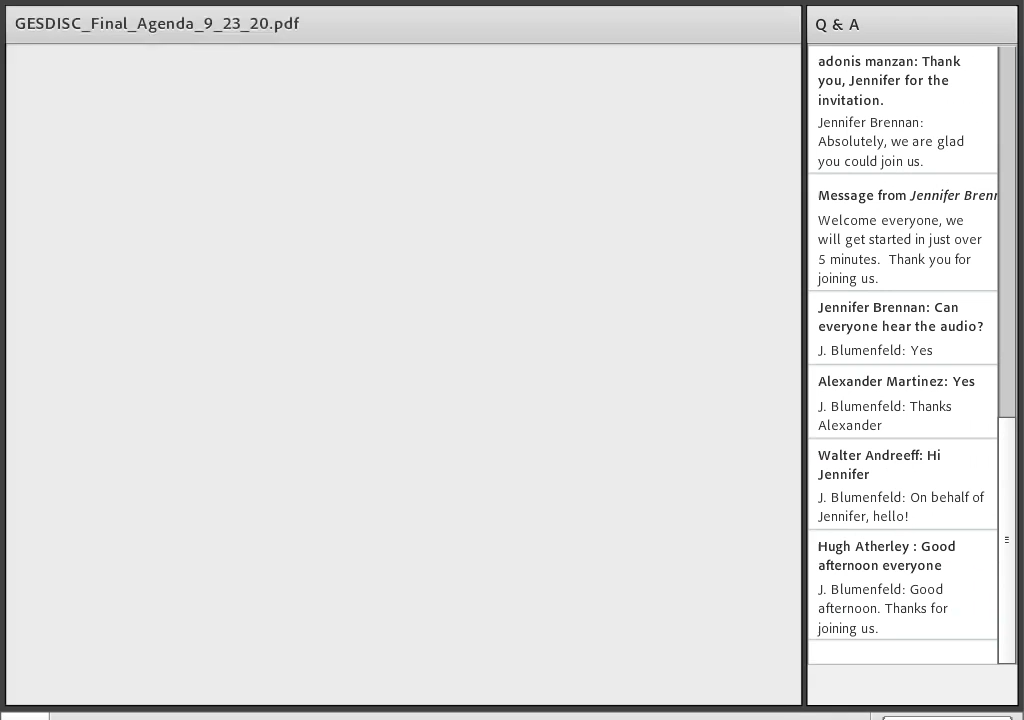 GESDISC_Final_Agenda_9_23_20.pdf
Q & A
adonis manzan: Thank
you, Jennifer for the
invitation.
Jennifer Brennan:
Absolutely, we are glad
you could join us.
Message from Jennifer Brenn
Welcome everyone, we
will get started in just over
5 minutes.  Thank you for
joining us.
Jennifer Brennan: Can
everyone hear the audio?
J. Blumenfeld: Yes
Alexander Martinez: Yes
J. Blumenfeld: Thanks
Alexander
Walter Andreeff: Hi
Jennifer
J. Blumenfeld: On behalf of
Jennifer, hello!
Hugh Atherley : Good
afternoon everyone
J. Blumenfeld: Good
afternoon. Thanks for
joining us.